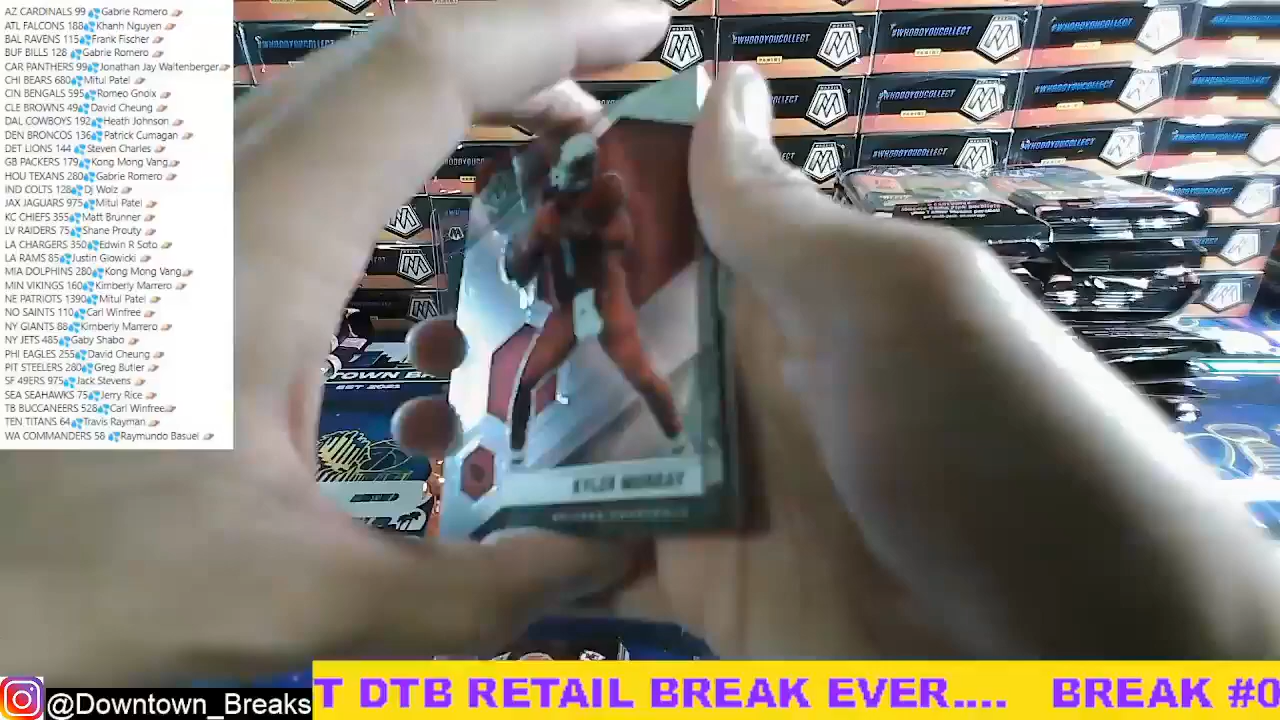 AZ CARDINALS 99💦Gabrie Romero
ATL FALCONS 188💦Khanh Nguyen
BAL RAVENS 115💦Frank Fischer
BUF BILLS 128 💦Gabrie Romero
CAR PANTHERS 99💦Jonathan Jay Waltenberger
CHI BEARS 680💦Mitul Patel
CIN BENGALS 595💦Romeo Gnoix
CLE BROWNS 49💦David Cheung
DAL COWBOYS 192💦Heath Johnson
DEN BRONCOS 136💦Patrick Cumagan
DET LIONS 144 💦Steven Charles
GB PACKERS 179💦Kong Mong Vang
HOU TEXANS 280💦Gabrie Romero
IND COLTS 128💦DJ Wolz
JAX JAGUARS 975💦Mitul Patel
KC CHIEFS 355💦Matt Brunner
LV RAIDERS 75💦Shane Prouty
LA CHARGERS 350💦Edwin R Soto
LA RAMS 85💦Justin Glowicki
MIA DOLPHINS 280💦Kong Mong Vang
MIN VIKINGS 160💦Kimberly Marrero
NE PATRIOTS 1390💦Mitul Patel
NO SAINTS 110💦Carl Winfree
NY GIANTS 88💦Kimberly Marrero
NY JETS 485💦Gaby Shabo
PHI EAGLES 255💦David Cheung
PIT STEELERS 280💦Greg Butler
SF 49ERS 975💦Jack Stevens
SEA SEAHAWKS 75💦Jerry Rice
TB BUCCANEERS 528💦Carl Winfree
TEN TITANS 64💦Travis Rayman
WA COMMANDERS 58 💦Raymundo Basuel
#WHODOYOUCOLLECT
PANINI
#WHODOYOUCOLLECT
#WHODOYOUCOLLECT
#WHODOYOUCOLLECT
#WHODOYOUCOLLECT
KYLER MURRAY
EST 2021
@Downtown_Breaks
T DTB RETAIL BREAK EVER.... BREAK #0